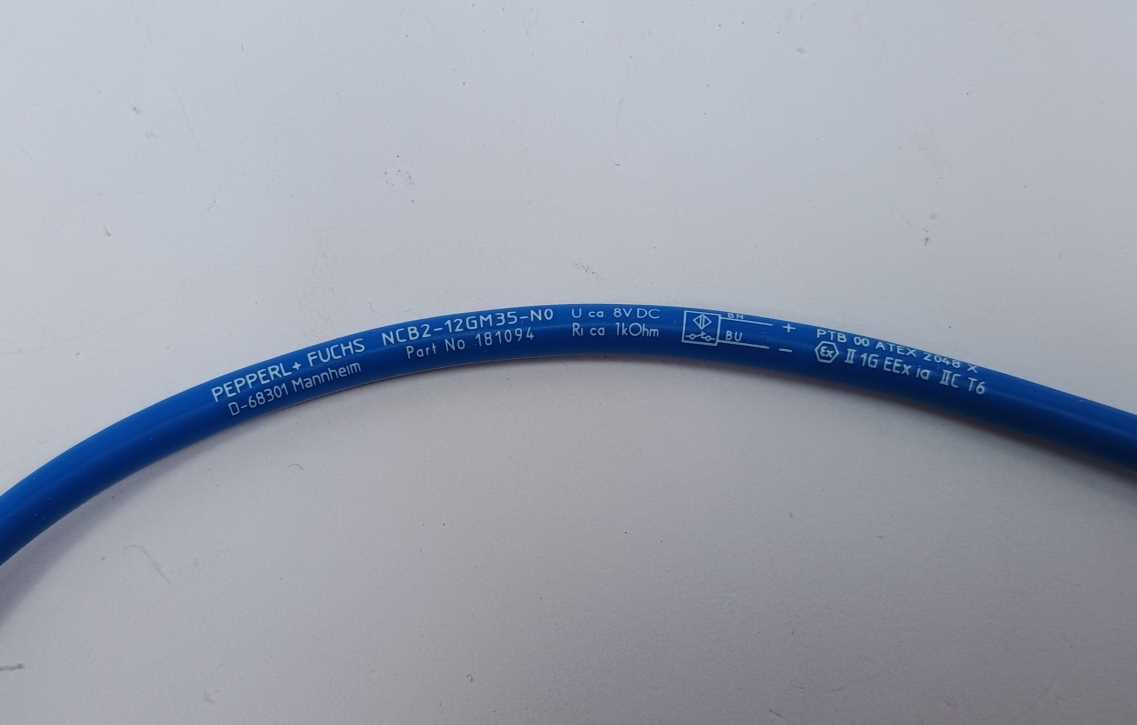 PEPPERL+ FUCHS NCB2-12GM35-N0
D-68301 Mannheim Part No 181094
U ca 8V DC
Ri ca 1kOhm
BN +
BU -
PTB 00 ATEX 2048 X
Ex II 1G EEx ia IIC T6